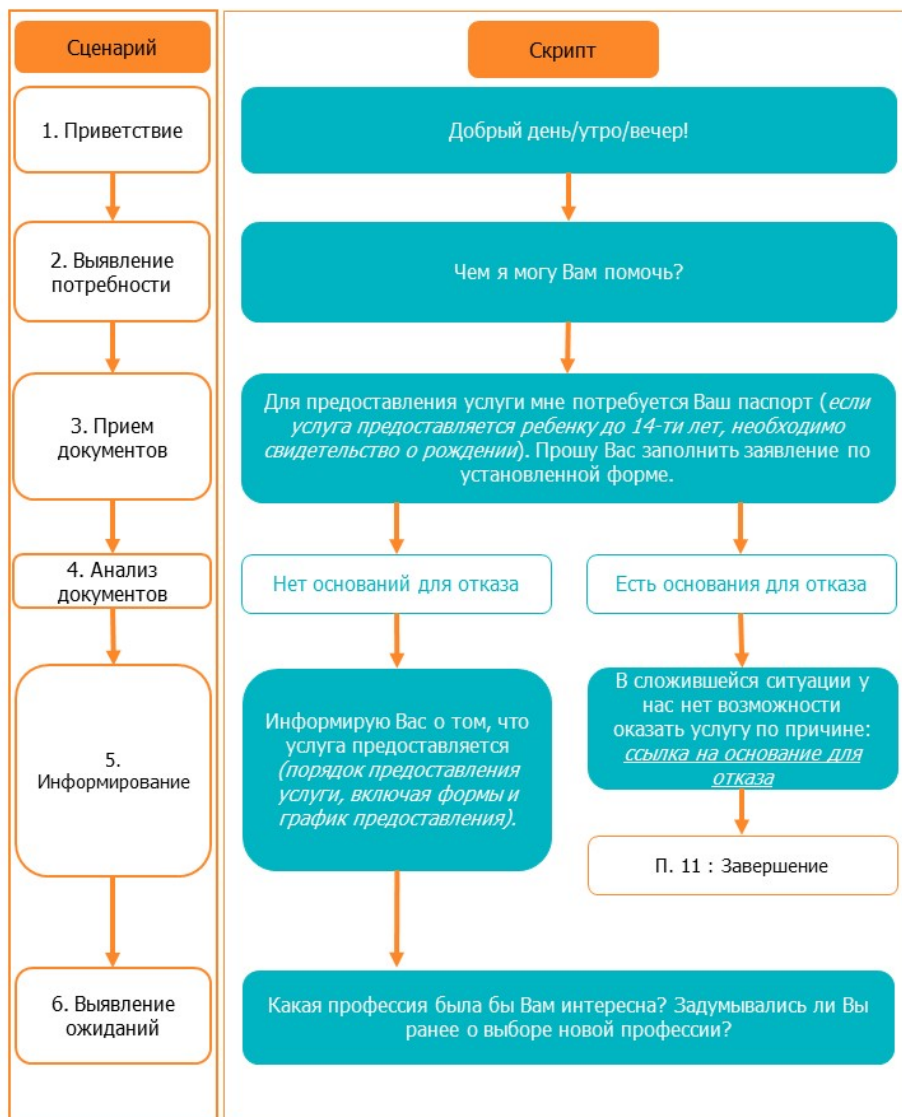 Сценарий
Скрипт
1. Приветствие
Добрый день/утро/вечер!
2. Выявление
потребности
Чем я могу Вам помочь?
3. Прием
документов
Для предоставления услуги мне потребуется Ваш паспорт (если
услуга предоставляется ребенку до 14-ти лет, необходимо
свидетельство о рождении). Прошу Вас заполнить заявление по
установленной форме.
4. Анализ
документов
Нет оснований для отказа
Есть основания для отказа
5.
Информирование
Информирую Вас о том, что
услуга предоставляется
(порядок предоставления
услуги, включая формы и
график предоставления).
В сложившейся ситуации у
нас нет возможности
оказать услугу по причине:
ссылка на основание для
отказа
П. 11 : Завершение
6. Выявление
ожиданий
Какая профессия была бы Вам интересна? Задумывались ли Вы
ранее о выборе новой профессии?